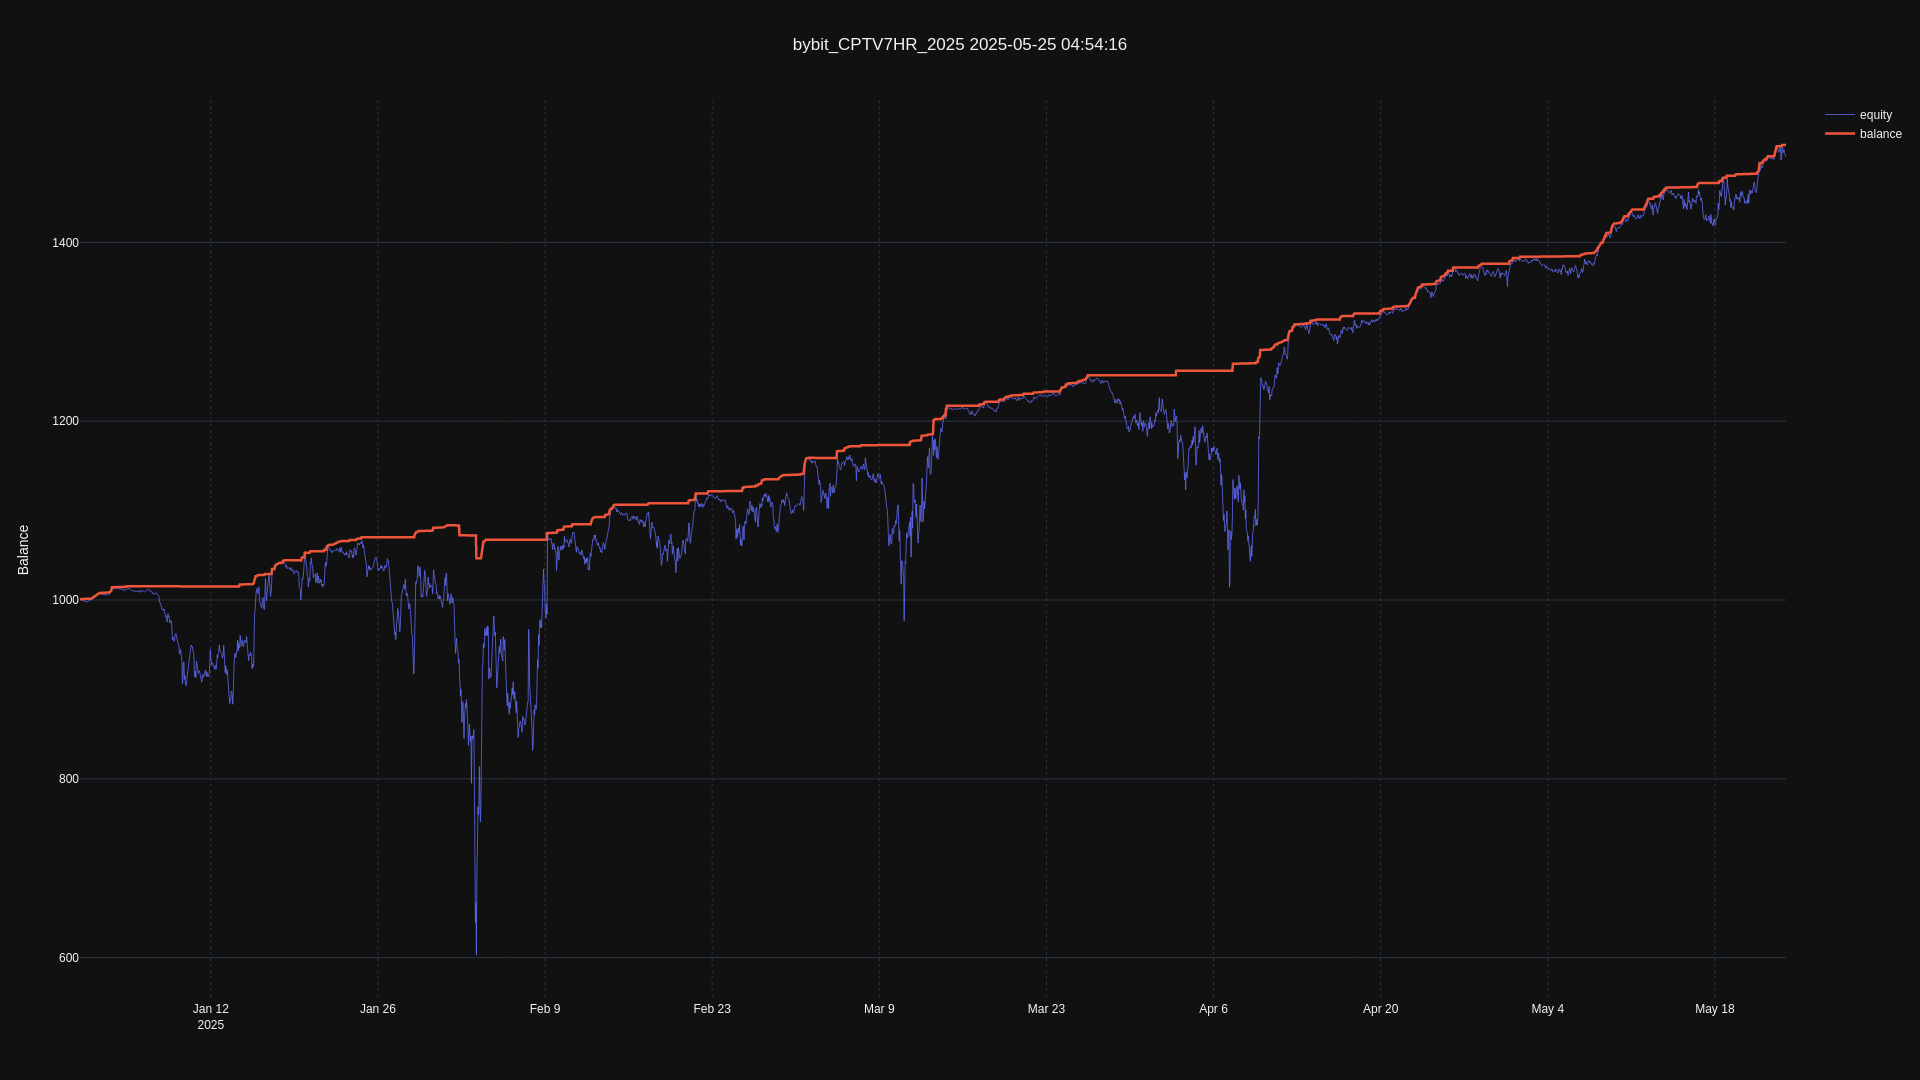 bybit_CPTV7HR_2025 2025-05-25 04:54:16
equity
balance
Balance
1400
1200
1000
800
600
Jan 12
2025
Jan 26
Feb 9
Feb 23
Mar 9
Mar 23
Apr 6
Apr 20
May 4
May 18